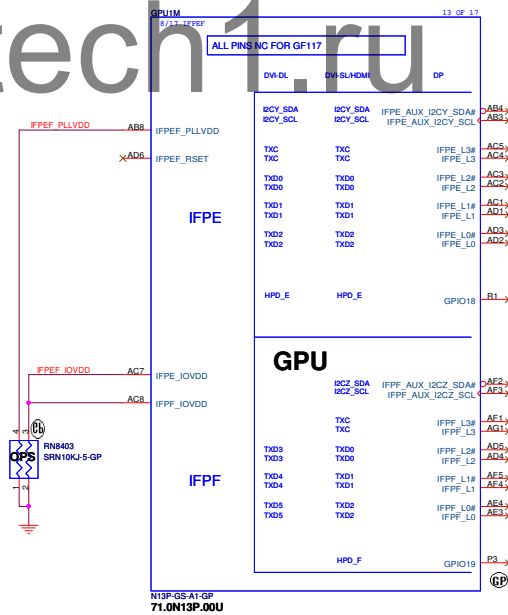 tech1.ru
GPU1M
13 OF 17
8/17 IFPEF
ALL PINS NC FOR GF117
DVI-DL DVI-SL/HDMI DP
I2CY_SDA I2CY_SDA IFPE_AUX_I2CY_SDA# AB4
I2CY_SCL I2CY_SCL IFPE_AUX_I2CY_SCL AB3
IFPEF_PLLVDD AB8 IFPEF_PLLVDD
AD6 IFPEF_RSET
TXC TXC IFPE_L3# AC5
TXC TXC IFPE_L3 AC4
TXD0 TXD0 IFPE_L2# AC3
TXD0 TXD0 IFPE_L2 AC2
TXD1 TXD1 IFPE_L1# AC1
TXD1 TXD1 IFPE_L1 AD1
IFPE
TXD2 TXD2 IFPE_L0# AD3
TXD2 TXD2 IFPE_L0 AD2
HPD_E HPD_E GPIO18 R1
GPU
IFPEF_IOVDD AC7 IFPE_IOVDD
AC8 IFPF_IOVDD
I2CZ_SDA IFPF_AUX_I2CZ_SDA# AF2
I2CZ_SCL IFPF_AUX_I2CZ_SCL AF3
TXC IFPF_L3# AF1
TXC IFPF_L3 AG1
TXD3 TXD0 IFPF_L2# AD5
TXD3 TXD0 IFPF_L2 AD4
TXD4 TXD1 IFPF_L1# AF5
TXD4 TXD1 IFPF_L1 AF4
IFPF
TXD5 TXD2 IFPF_L0# AE4
TXD5 TXD2 IFPF_L0 AE3
HPD_F GPIO19 P3
4 3
OPS
RN8403
SRN10KJ-5-GP
1 2
GP
N13P-GS-A1-GP
71.0N13P.00U